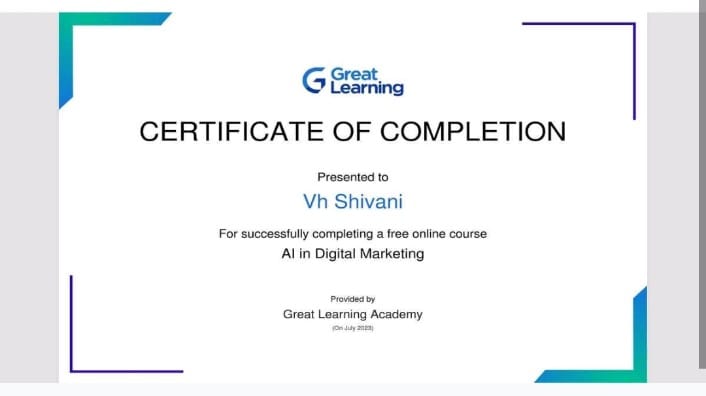 Great
Learning
CERTIFICATE OF COMPLETION
Presented to
Vh Shivani
For successfully completing a free online course
AI in Digital Marketing
Provided by
Great Learning Academy
(On July 2023)